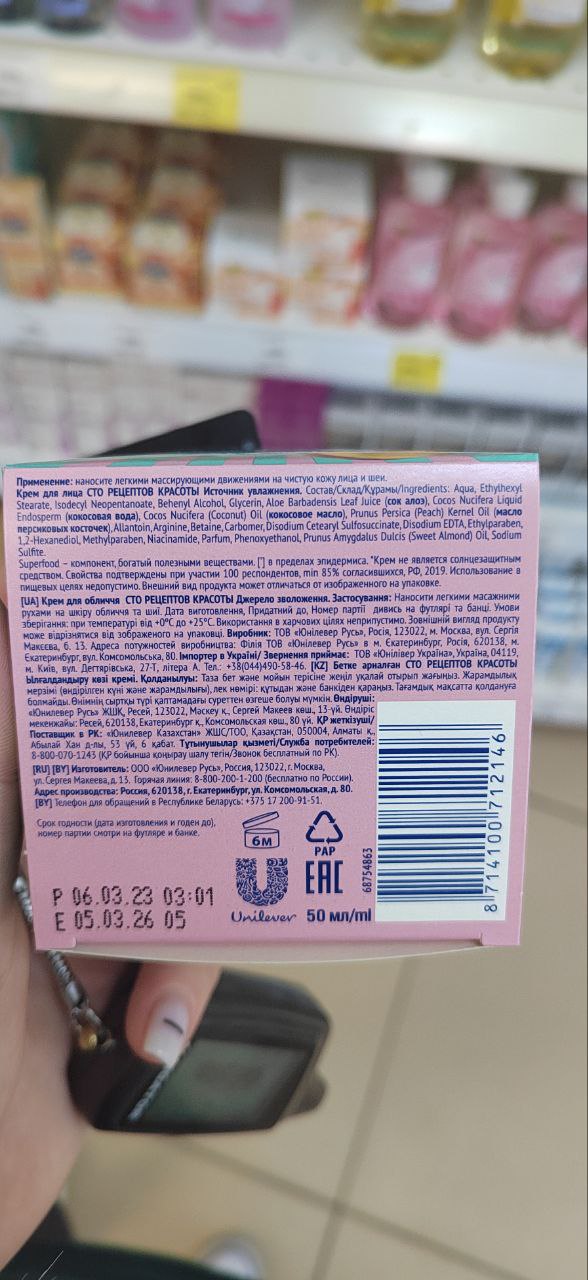 Применение: наносите легкими массирующими движениями на чистую кожу лица и шеи.
Крем для лица СТО РЕЦЕПТОВ КРАСОТЫ Источник увлажнения. Состав/Склад/Құрамы/Ingredients: Aqua, Ethylhexyl
Stearate, Isodecyl Neopentanoate, Behenyl Alcohol, Glycerin, Aloe Barbadensis Leaf Juice (сок алоэ), Cocos Nucifera Liquid
Endosperm (кокосовая вода), Cocos Nucifera (Coconut) Oil (кокосовое масло), Prunus Persica (Peach) Kernel Oil (масло
персиковых косточек), Allantoin, Arginine, Betaine, Carbomer, Disodium Cetearyl Sulfosuccinate, Disodium EDTA, Ethylparaben,
1,2-Hexanediol, Methylparaben, Niacinamide, Parfum, Phenoxyethanol, Prunus Amygdalus Dulcis (Sweet Almond) Oil, Sodium
Sulfite.
Superfood – компонент, богатый полезными веществами. [*] в пределах эпидермиса. *Крем не является солнцезащитным
средством. Свойства подтверждены при участии 100 респондентов, min 85% согласившихся, РФ, 2019. Использование в
пищевых целях недопустимо. Внешний вид продукта может отличаться от изображенного на упаковке.
[UA] Крем для обличчя СТО РЕЦЕПТОВ КРАСОТЫ Джерело зволоження. Застосування: Наносити легкими масажними
рухами на шкіру обличчя та шиї. Дата виготовлення, Придатний до, Номер партії дивись на футлярі та банці. Умови
зберігання: при температурі від +0°C до +25°C. Використання в харчових цілях неприпустимо. Зовнішній вигляд продукту
може відрізнятися від зображеного на упаковці. Виробник: ТОВ «Юнілевер Русь», Росія, 123022, м. Москва, вул. Сергія
Макеєва, б. 13. Адреса потужностей виробництва: Філія ТОВ «Юнілевер Русь» в м. Єкатеринбург, Росія, 620138, м.
Єкатеринбург, вул. Комсомольська, 80. Імпортер в Україні/ Звернення приймає: ТОВ «Юнілівер Україна», Україна, 04119,
м. Київ, вул. Дегтярівська, 27-Т, літера А. Тел.: +38(044)490-58-46. [KZ] Бетке арналған СТО РЕЦЕПТОВ КРАСОТЫ
Ылғалдандыру көзі кремі. Қолданылуы: Таза бет және мойын терісіне жеңіл уқалай отырып жағыңыз. Жарамдылық
мерзімі (өндірілген күні және жарамдылығы), лек нөмірі: құтыдан және банкіден қараңыз. Тағамдық мақсатта қолдануға
болмайды. Өнімнің сыртқы түрі қаптамадағы суреттен өзгеше болуы мүмкін. Өндіруші:
«Юнилевер Русь» ЖШҚ, Ресей, 123022, Мәскеу қ., Сергей Макеев көш., 13-үй. Өндіріс
мекенжайы: Ресей, 620138, Екатеринбург қ., Комсомольская көш., 80 үй. ҚР жеткізуші/
Поставщик в РК: «Юнилевер Казахстан» ЖШС/ТОО, Қазақстан, 050004, Алматы қ.,
Абылай Хан д-лы, 53 үй, 6 қабат. Тұтынушылар қызметі/Служба потребителей:
8-800-070-1243 (ҚР бойынша қоңырау шалу тегін/Звонок бесплатный по РК).
[RU] [BY] Изготовитель: ООО «Юнилевер Русь», Россия, 123022, г. Москва,
ул. Сергея Макеева, д. 13. Горячая линия: 8-800-200-1-200 (бесплатно по России).
Адрес производства: Россия, 620138, г. Екатеринбург, ул. Комсомольская, д. 80.
[BY] Телефон для обращений в Республике Беларусь: +375 17 200-91-51.
Срок годности (дата изготовления и годен до),
номер партии смотри на футляре и банке.
6М
PAP
EAC
68754863
P 06.03.23 03:01
E 05.03.26 05
Unilever
50 мл/ml
8 714100 712146